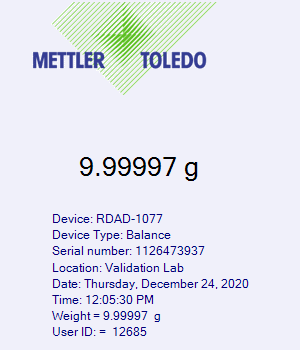 METTLER TOLEDO
9.99997 g
Device: RDAD-1077
Device Type: Balance
Serial number: 1126473937
Location: Validation Lab
Date: Thursday, December 24, 2020
Time: 12:05:30 PM
Weight = 9.99997  g
User ID: =  12685